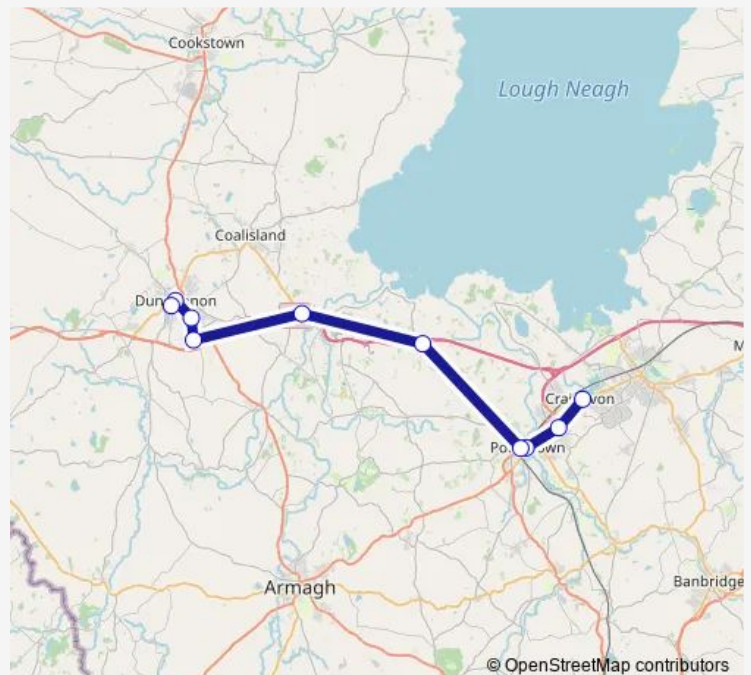 Cookstown
Lough Neagh
Coalisland
Armagh
Banbridge
© OpenStreetMap contributors